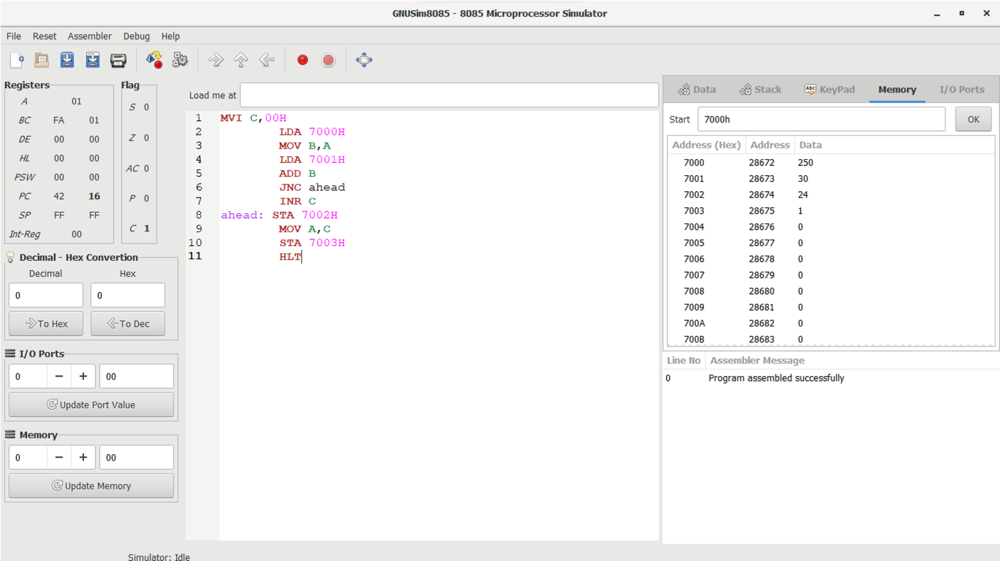 GNUSim8085 - 8085 Microprocessor Simulator
File Reset Assembler Debug Help
Registers
A 01
BC FA 01
DE 00 00
HL 00 00
PSW 00 00
PC 42 16
SP FF FF
Int-Reg 00
Flag
S 0
Z 0
AC 0
P 0
C 1
Decimal - Hex Convertion
Decimal Hex
0 0
To Hex To Dec
I/O Ports
0 − + 00
Update Port Value
Memory
0 − + 00
Update Memory
Load me at
1 MVI C,00H
2 LDA 7000H
3 MOV B,A
4 LDA 7001H
5 ADD B
6 JNC ahead
7 INR C
8 ahead: STA 7002H
9 MOV A,C
10 STA 7003H
11 HLT
Data Stack Abc KeyPad Memory I/O Ports
Start 7000h OK
Address (Hex) Address Data
7000 28672 250
7001 28673 30
7002 28674 24
7003 28675 1
7004 28676 0
7005 28677 0
7006 28678 0
7007 28679 0
7008 28680 0
7009 28681 0
700A 28682 0
700B 28683 0
Line No Assembler Message
0 Program assembled successfully
Simulator: Idle